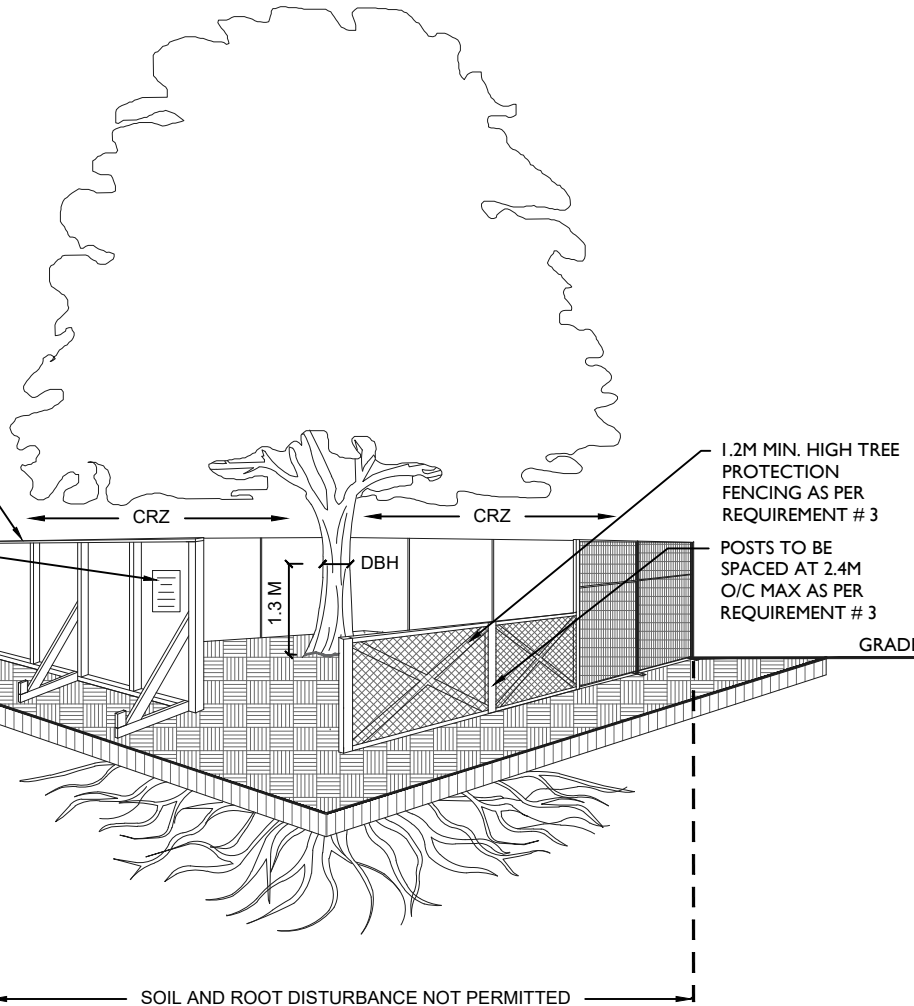 CRZ
CRZ
1.2M MIN. HIGH TREE
PROTECTION
FENCING AS PER
REQUIREMENT # 3
DBH
1.3 M
POSTS TO BE
SPACED AT 2.4M
O/C MAX AS PER
REQUIREMENT # 3
GRADE
SOIL AND ROOT DISTURBANCE NOT PERMITTED